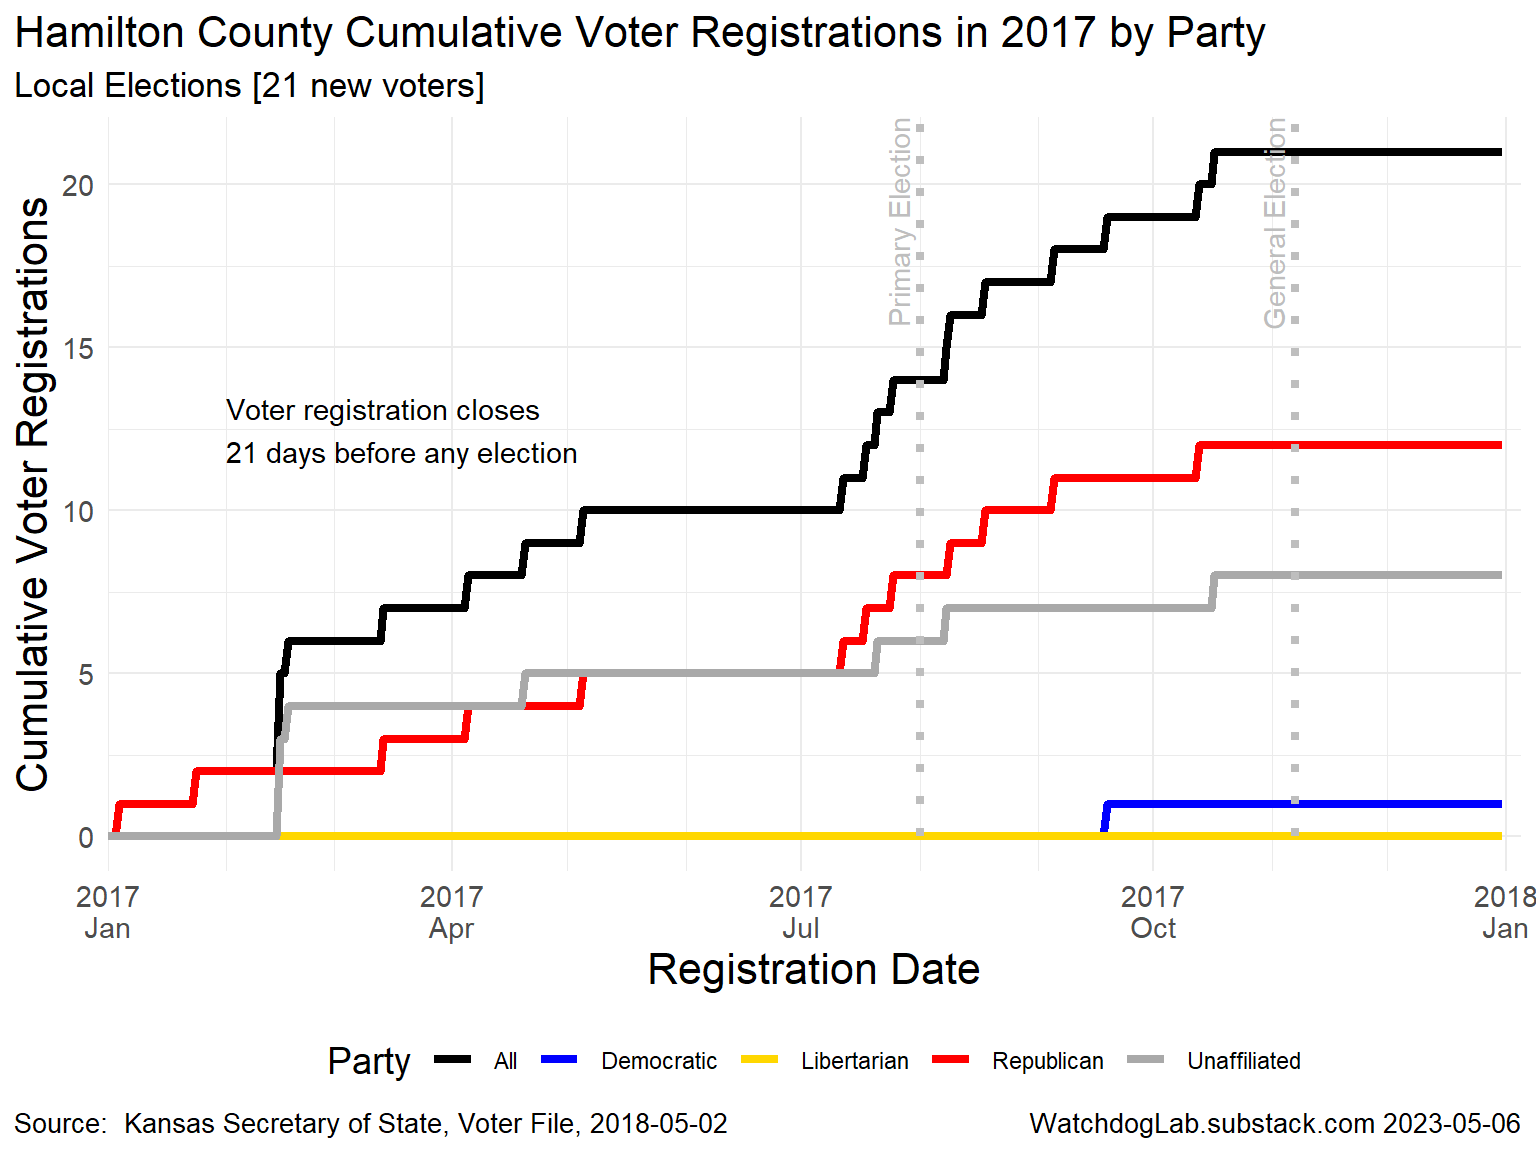 Hamilton County Cumulative Voter Registrations in 2017 by Party
Local Elections [21 new voters]
Cumulative Voter Registrations
20
15
10
5
0
Primary Election
General Election
Voter registration closes
21 days before any election
2017 2017 2017 2017 2018
Jan Apr Jul Oct Jan
Registration Date
Party All Democratic Libertarian Republican Unaffiliated
Source:  Kansas Secretary of State, Voter File, 2018-05-02
WatchdogLab.substack.com 2023-05-06